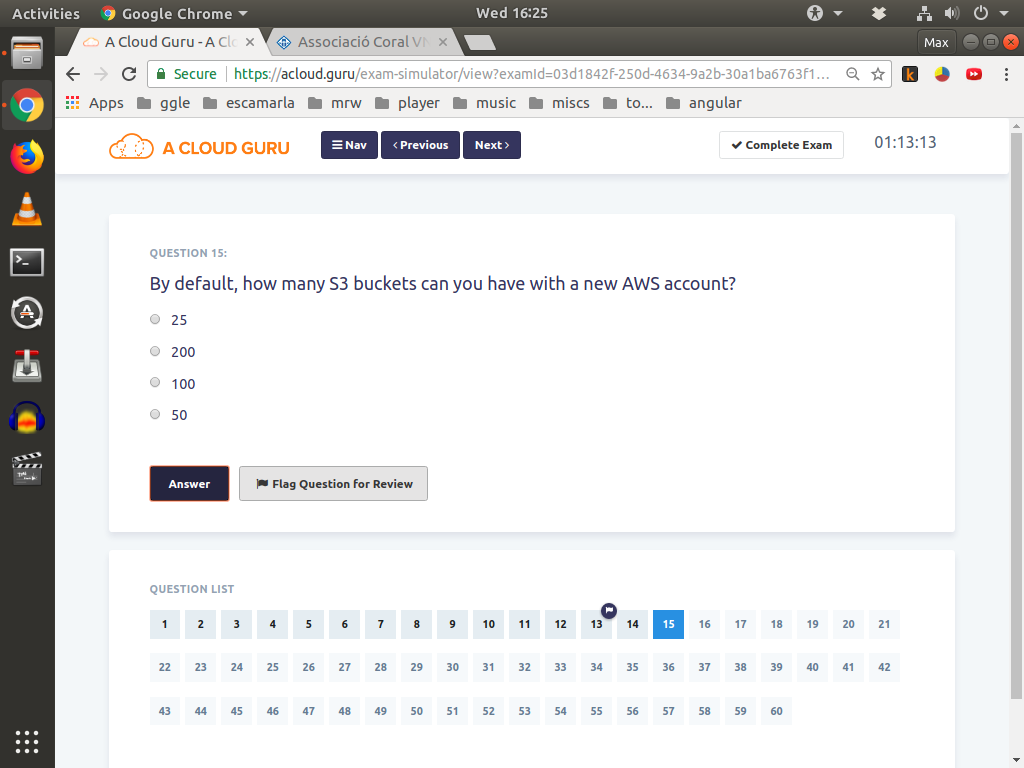 Activities Google Chrome Wed 16:25
A Cloud Guru - A Clo Associació Coral VN Max
Secure https://acloud.guru/exam-simulator/view?examId=03d1842f-250d-4634-9a2b-30a1ba6763f1...
Apps ggle escamarla mrw player music miscs to... angular
A CLOUD GURU Nav Previous Next Complete Exam 01:13:13
QUESTION 15:
By default, how many S3 buckets can you have with a new AWS account?
25
200
100
50
Answer Flag Question for Review
QUESTION LIST
1 2 3 4 5 6 7 8 9 10 11 12 13 14 15 16 17 18 19 20 21
22 23 24 25 26 27 28 29 30 31 32 33 34 35 36 37 38 39 40 41 42
43 44 45 46 47 48 49 50 51 52 53 54 55 56 57 58 59 60